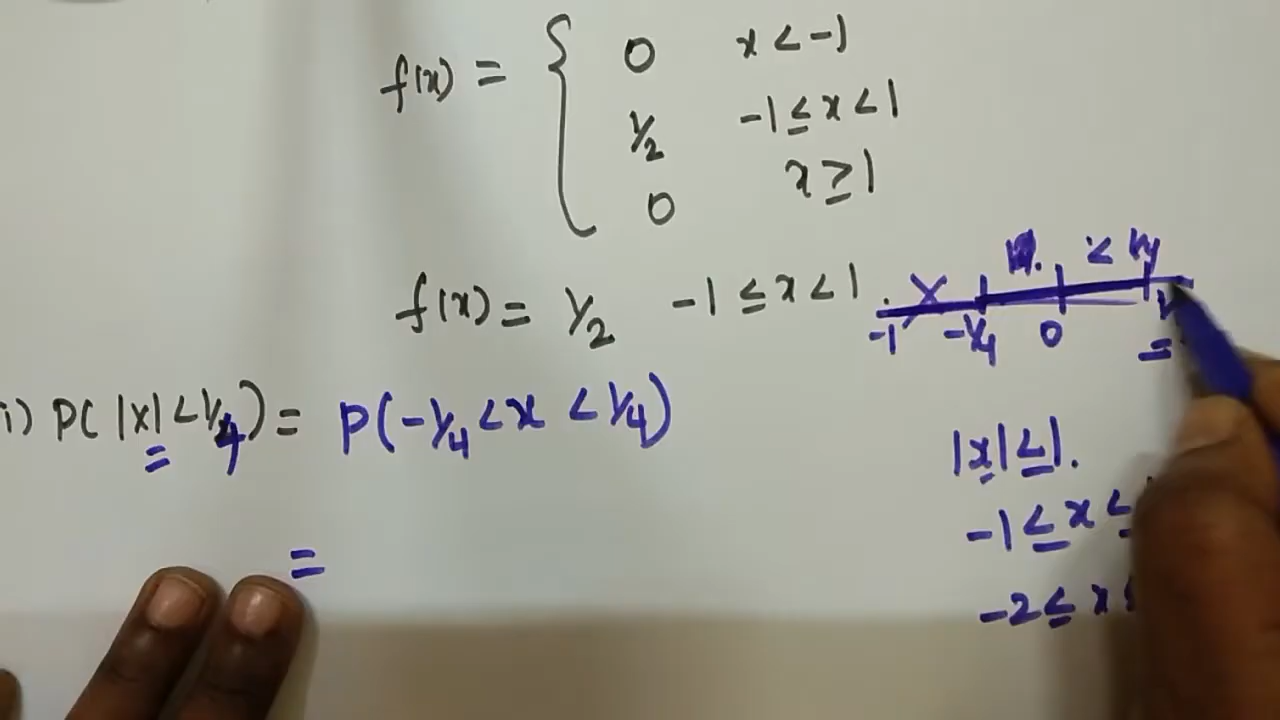 f(x) = { 0 x < -1
1/2 -1 ≤ x < 1
0 x ≥ 1
f(x) = 1/2 -1 ≤ x < 1.
< 1/4
-1 -1/4 0
i) P( |x| < 1/4 ) = P(-1/4 < x < 1/4)
=
|x| ≤ 1.
-1 ≤ x ≤
-2 ≤ x ≤